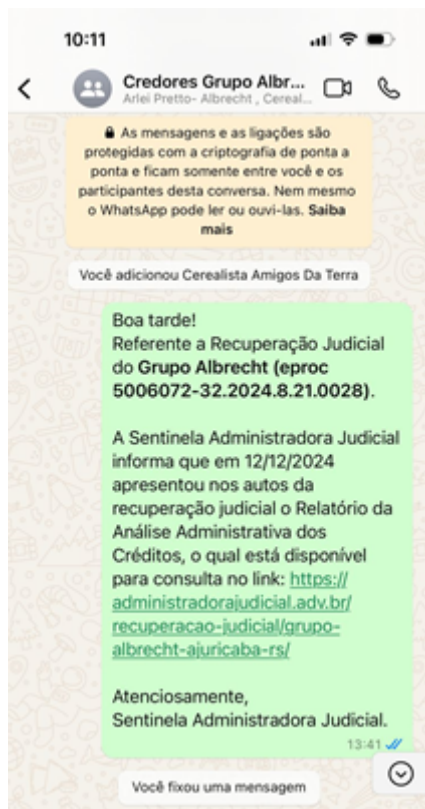 10:11
Credores Grupo Albr...
Arlei Pretto- Albrecht , Cereal...
As mensagens e as ligações são
protegidas com a criptografia de ponta a
ponta e ficam somente entre você e os
participantes desta conversa. Nem mesmo
o WhatsApp pode ler ou ouvi-las. Saiba
mais
Você adicionou Cerealista Amigos Da Terra
Boa tarde!
Referente a Recuperação Judicial
do Grupo Albrecht (eproc
5006072-32.2024.8.21.0028).
A Sentinela Administradora Judicial
informa que em 12/12/2024
apresentou nos autos da
recuperação judicial o Relatório da
Análise Administrativa dos
Créditos, o qual está disponível
para consulta no link: https://
administradorajudicial.adv.br/
recuperacao-judicial/grupo-
albrecht-ajuricaba-rs/
Atenciosamente,
Sentinela Administradora Judicial.
13:41
Você fixou uma mensagem